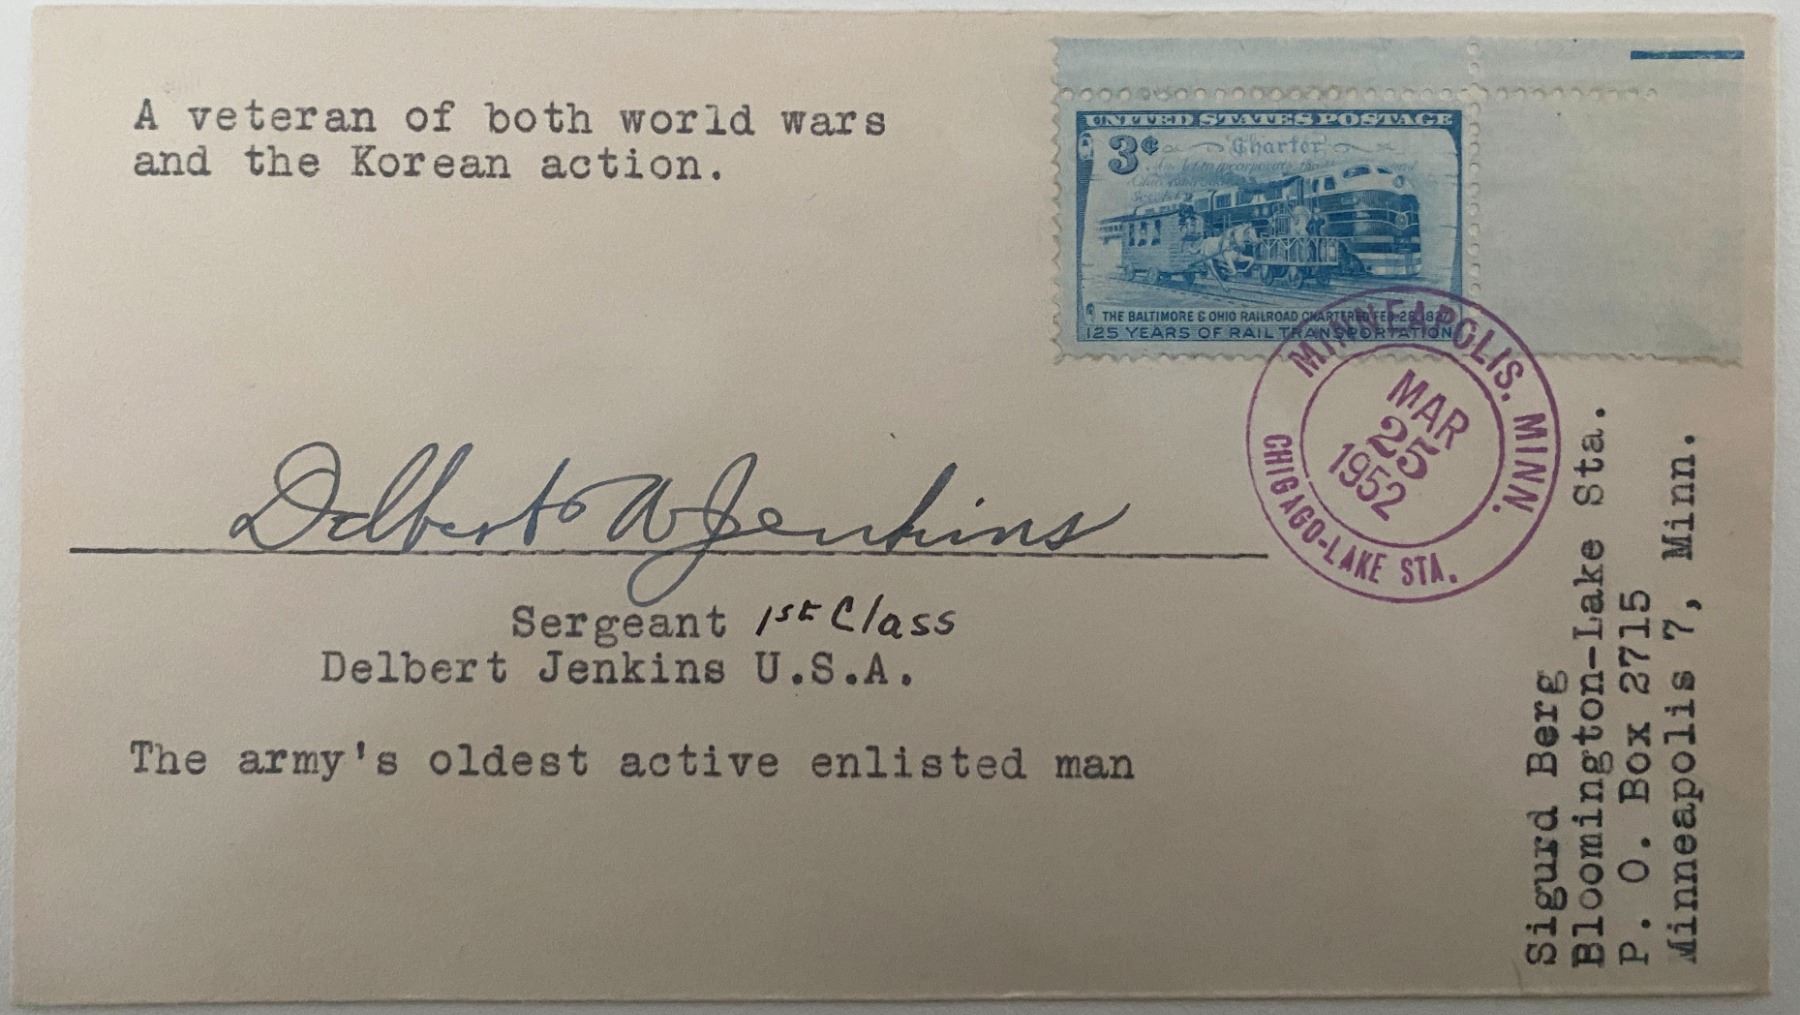 A veteran of both world wars
and the Korean action.
UNITED STATES POSTAGE
3¢
Charter
THE BALTIMORE & OHIO RAILROAD CHARTERED FEB. 28, 1827
125 YEARS OF RAIL TRANSPORTATION
MINNEAPOLIS, MINN.
MAR
25
1952
CHICAGO-LAKE STA.
Delbert W Jenkins
Sergeant 1st Class
Delbert Jenkins U.S.A.
The army's oldest active enlisted man
Sigurd Berg
Bloomington-Lake Sta.
P. O. Box 2715
Minneapolis 7, Minn.